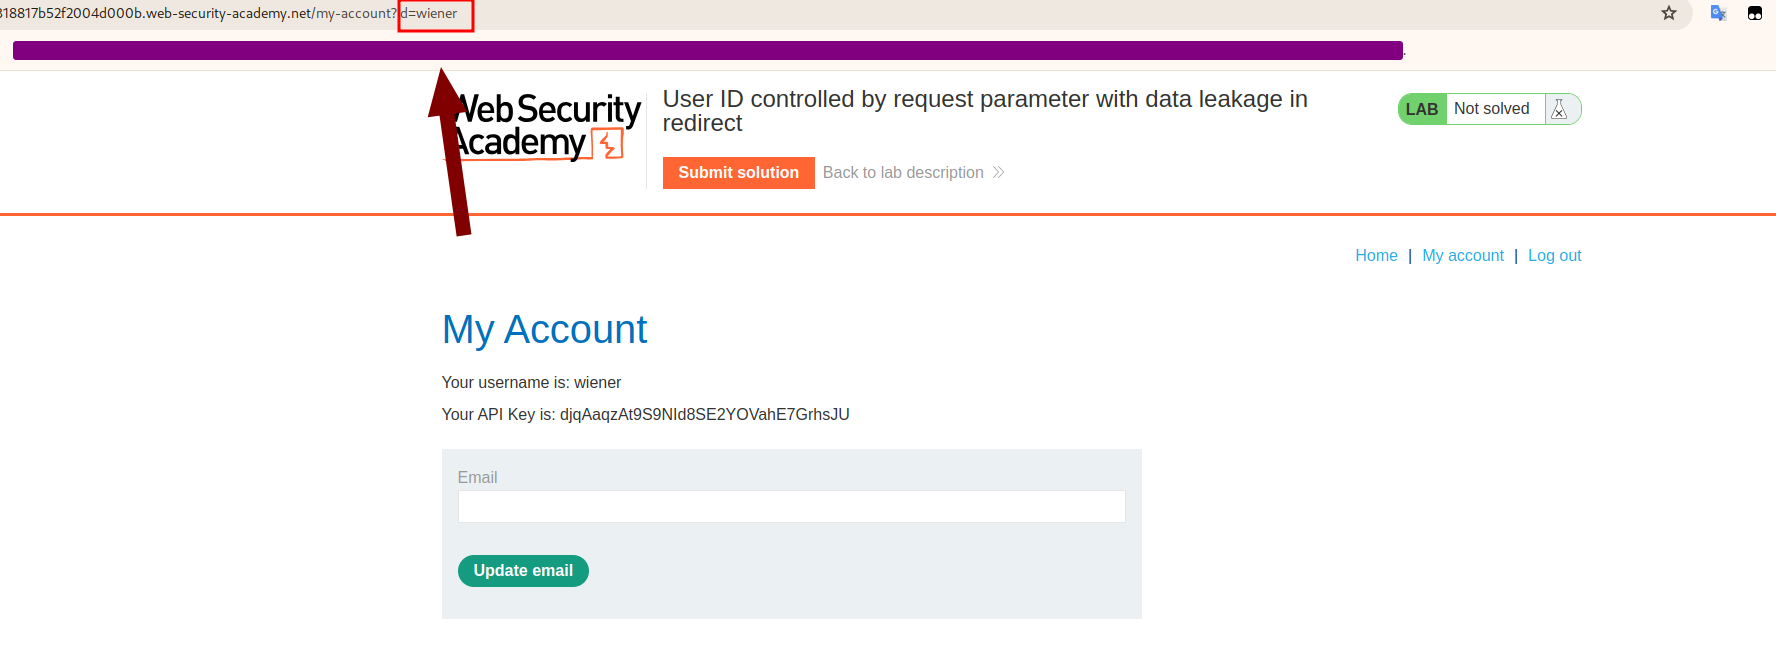 318817b52f2004d000b.web-security-academy.net/my-account?id=wiener
Web Security
Academy
User ID controlled by request parameter with data leakage in
redirect
LAB Not solved
Submit solution Back to lab description
Home | My account | Log out
My Account
Your username is: wiener
Your API Key is: djqAaqzAt9S9NId8SE2YOVahE7GrhsJU
Email
Update email